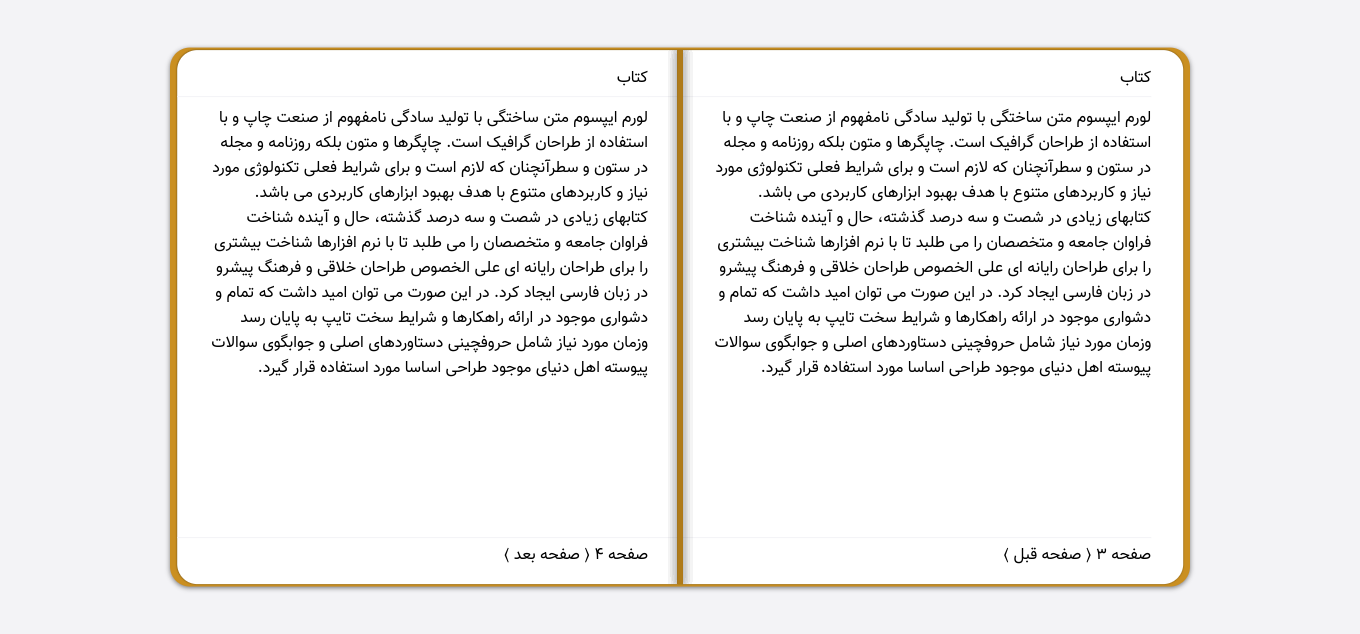 کتاب
لورم ایپسوم متن ساختگی با تولید سادگی نامفهوم از صنعت چاپ و با
استفاده از طراحان گرافیک است. چاپگرها و متون بلکه روزنامه و مجله
در ستون و سطرآنچنان که لازم است و برای شرایط فعلی تکنولوژی مورد
نیاز و کاربردهای متنوع با هدف بهبود ابزارهای کاربردی می باشد.
کتابهای زیادی در شصت و سه درصد گذشته، حال و آینده شناخت
فراوان جامعه و متخصصان را می طلبد تا با نرم افزارها شناخت بیشتری
را برای طراحان رایانه ای علی الخصوص طراحان خلاقی و فرهنگ پیشرو
در زبان فارسی ایجاد کرد. در این صورت می توان امید داشت که تمام و
دشواری موجود در ارائه راهکارها و شرایط سخت تایپ به پایان رسد
وزمان مورد نیاز شامل حروفچینی دستاوردهای اصلی و جوابگوی سوالات
پیوسته اهل دنیای موجود طراحی اساسا مورد استفاده قرار گیرد.
صفحه ۳ ⟨ صفحه قبل ⟩
کتاب
لورم ایپسوم متن ساختگی با تولید سادگی نامفهوم از صنعت چاپ و با
استفاده از طراحان گرافیک است. چاپگرها و متون بلکه روزنامه و مجله
در ستون و سطرآنچنان که لازم است و برای شرایط فعلی تکنولوژی مورد
نیاز و کاربردهای متنوع با هدف بهبود ابزارهای کاربردی می باشد.
کتابهای زیادی در شصت و سه درصد گذشته، حال و آینده شناخت
فراوان جامعه و متخصصان را می طلبد تا با نرم افزارها شناخت بیشتری
را برای طراحان رایانه ای علی الخصوص طراحان خلاقی و فرهنگ پیشرو
در زبان فارسی ایجاد کرد. در این صورت می توان امید داشت که تمام و
دشواری موجود در ارائه راهکارها و شرایط سخت تایپ به پایان رسد
وزمان مورد نیاز شامل حروفچینی دستاوردهای اصلی و جوابگوی سوالات
پیوسته اهل دنیای موجود طراحی اساسا مورد استفاده قرار گیرد.
صفحه ۴ ⟨ صفحه بعد ⟩